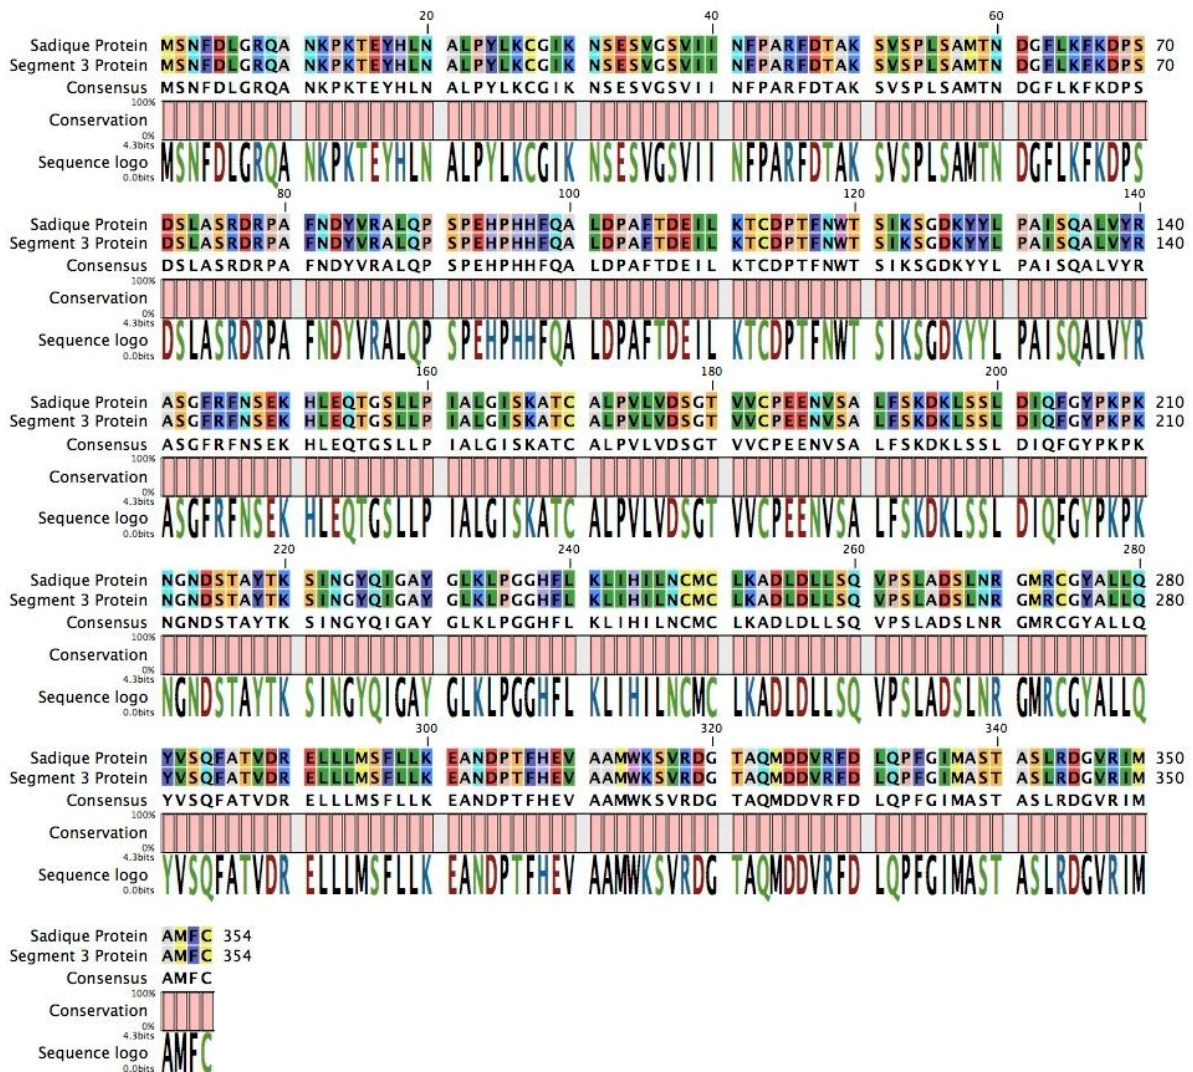 20 40 60
Sadique Protein MSNFDLGRQA NKPKTEYHLN ALPYLKCGIK NSESVGSVII NFPARFDTAK SVSPLSAMTN DGFLKFKDPS 70
Segment 3 Protein MSNFDLGRQA NKPKTEYHLN ALPYLKCGIK NSESVGSVII NFPARFDTAK SVSPLSAMTN DGFLKFKDPS 70
Consensus MSNFDLGRQA NKPKTEYHLN ALPYLKCGIK NSESVGSVII NFPARFDTAK SVSPLSAMTN DGFLKFKDPS
100%
Conservation
0%
4.3bits
Sequence logo MSNFDLGRQA NKPKTEYHLN ALPYLKCGIK NSESVGSVII NFPARFDTAK SVSPLSAMTN DGFLKFKDPS
0.0bits
80 100 120 140
Sadique Protein DSLASRDRPA FNDYVRALQP SPEHPHHFQA LDPAFTDEIL KTCDPTFNWT SIKSGDKYYL PAISQALVYR 140
Segment 3 Protein DSLASRDRPA FNDYVRALQP SPEHPHHFQA LDPAFTDEIL KTCDPTFNWT SIKSGDKYYL PAISQALVYR 140
Consensus DSLASRDRPA FNDYVRALQP SPEHPHHFQA LDPAFTDEIL KTCDPTFNWT SIKSGDKYYL PAISQALVYR
100%
Conservation
0%
4.3bits
Sequence logo DSLASRDRPA FNDYVRALQP SPEHPHHFQA LDPAFTDEIL KTCDPTFNWT SIKSGDKYYL PAISQALVYR
0.0bits
160 180 200
Sadique Protein ASGFRFNSEK HLEQTGSLLP IALGISKATC ALPVLVDSGT VVCPEENVSA LFSKDKLSSL DIQFGYPKPK 210
Segment 3 Protein ASGFRFNSEK HLEQTGSLLP IALGISKATC ALPVLVDSGT VVCPEENVSA LFSKDKLSSL DIQFGYPKPK 210
Consensus ASGFRFNSEK HLEQTGSLLP IALGISKATC ALPVLVDSGT VVCPEENVSA LFSKDKLSSL DIQFGYPKPK
100%
Conservation
0%
4.3bits
Sequence logo ASGFRFNSEK HLEQTGSLLP IALGISKATC ALPVLVDSGT VVCPEENVSA LFSKDKLSSL DIQFGYPKPK
0.0bits
220 240 260 280
Sadique Protein NGNDSTAYTK SINGYQIGAY GLKLPGGHFL KLIHILNCMC LKADLDLLSQ VPSLADSLNR GMRCGYALLQ 280
Segment 3 Protein NGNDSTAYTK SINGYQIGAY GLKLPGGHFL KLIHILNCMC LKADLDLLSQ VPSLADSLNR GMRCGYALLQ 280
Consensus NGNDSTAYTK SINGYQIGAY GLKLPGGHFL KLIHILNCMC LKADLDLLSQ VPSLADSLNR GMRCGYALLQ
100%
Conservation
0%
4.3bits
Sequence logo NGNDSTAYTK SINGYQIGAY GLKLPGGHFL KLIHILNCMC LKADLDLLSQ VPSLADSLNR GMRCGYALLQ
0.0bits
300 320 340
Sadique Protein YVSQFATVDR ELLLMSFLLK EANDPTFHEV AAMWKSVRDG TAQMDDVRFD LQPFGIMAST ASLRDGVRIM 350
Segment 3 Protein YVSQFATVDR ELLLMSFLLK EANDPTFHEV AAMWKSVRDG TAQMDDVRFD LQPFGIMAST ASLRDGVRIM 350
Consensus YVSQFATVDR ELLLMSFLLK EANDPTFHEV AAMWKSVRDG TAQMDDVRFD LQPFGIMAST ASLRDGVRIM
100%
Conservation
0%
4.3bits
Sequence logo YVSQFATVDR ELLLMSFLLK EANDPTFHEV AAMWKSVRDG TAQMDDVRFD LQPFGIMAST ASLRDGVRIM
0.0bits
Sadique Protein AMFC 354
Segment 3 Protein AMFC 354
Consensus AMFC
100%
Conservation
0%
4.3bits
Sequence logo AMFC
0.0bits